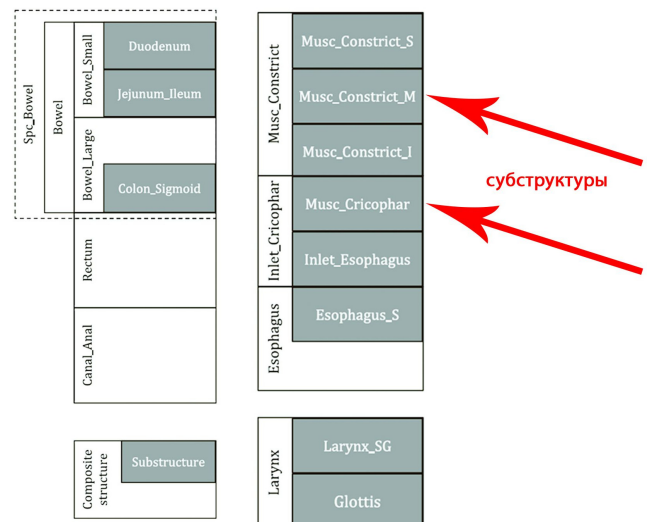 Spc_Bowel
Bowel
Bowel_Small
Duodenum
Jejunum_Ileum
Bowel_Large
Colon_Sigmoid
Rectum
Canal_Anal
Composite
structure
Substructure
Musc_Constrict
Musc_Constrict_S
Musc_Constrict_M
Musc_Constrict_I
Inlet_Cricophar
Musc_Cricophar
Inlet_Esophagus
Esophagus
Esophagus_S
Larynx
Larynx_SG
Glottis
субструктуры